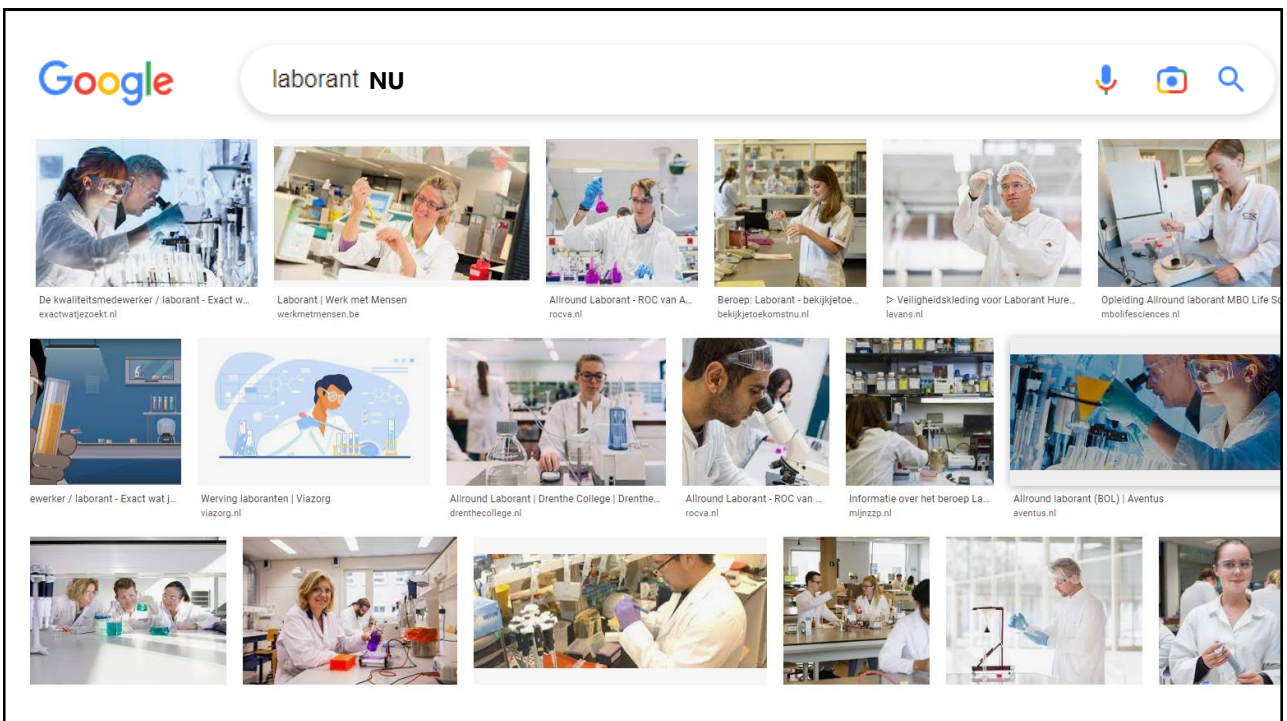 Google
laborant NU
De kwaliteitsmedewerker / laborant - Exact w...
exactwatjezoekt.nl
Laborant | Werk met Mensen
werkmetmensen.be
Allround Laborant - ROC van A...
rocva.nl
Beroep: Laborant - bekijkjetoe...
bekijkjetoekomstnu.nl
▷ Veiligheidskleding voor Laborant Hure...
lavans.nl
Opleiding Allround laborant MBO Life Sc
mbolifesciences.nl
ewerker / laborant - Exact wat j...
Werving laboranten | Viazorg
viazorg.nl
Allround Laborant | Drenthe College | Drenthe...
drenthecollege.nl
Allround Laborant - ROC van ...
rocva.nl
Informatie over het beroep La...
mijnzzp.nl
Allround laborant (BOL) | Aventus
aventus.nl